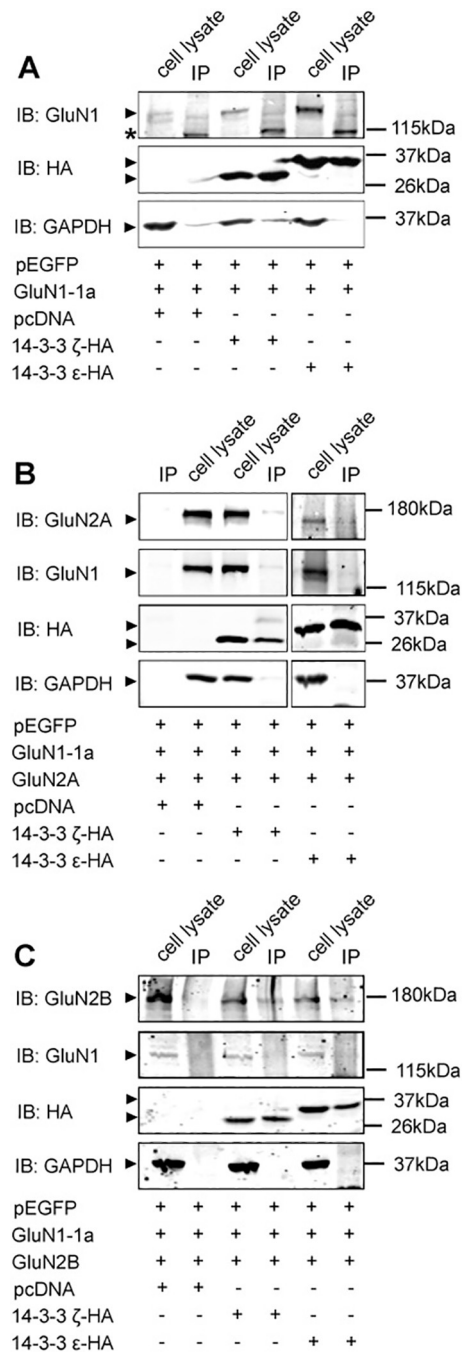 A
cell lysate IP cell lysate IP cell lysate IP
IB: GluN1
* 115kDa
IB: HA 37kDa
26kDa
IB: GAPDH 37kDa
pEGFP + + + + + +
GluN1-1a + + + + + +
pcDNA + + - - - -
14-3-3 ζ-HA - - + + - -
14-3-3 ε-HA - - - - + +
B
IP cell lysate cell lysate IP cell lysate IP
IB: GluN2A 180kDa
IB: GluN1
115kDa
IB: HA 37kDa
26kDa
IB: GAPDH 37kDa
pEGFP + + + + + +
GluN1-1a + + + + + +
GluN2A + + + + + +
pcDNA + + - - - -
14-3-3 ζ-HA - - + + - -
14-3-3 ε-HA - - - - + +
C
cell lysate IP cell lysate IP cell lysate IP
IB: GluN2B 180kDa
IB: GluN1
115kDa
IB: HA 37kDa
26kDa
IB: GAPDH 37kDa
pEGFP + + + + + +
GluN1-1a + + + + + +
GluN2B + + + + + +
pcDNA + + - - - -
14-3-3 ζ-HA - - + + - -
14-3-3 ε-HA - - - - + +